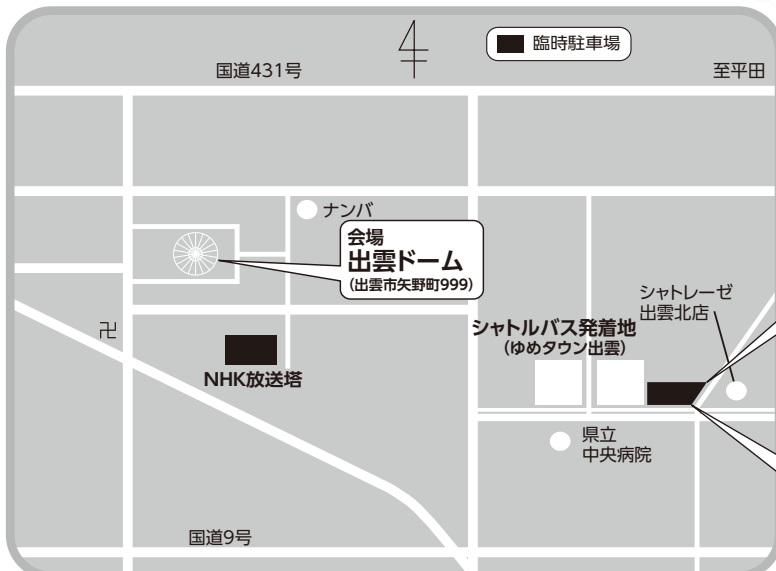 臨時駐車場
国道431号
至平田
ナンバ
会場
出雲ドーム
(出雲市矢野町999)
シャトレーゼ
出雲北店
シャトルバス発着地
(ゆめタウン出雲)
卍
NHK放送塔
県立
中央病院
国道9号